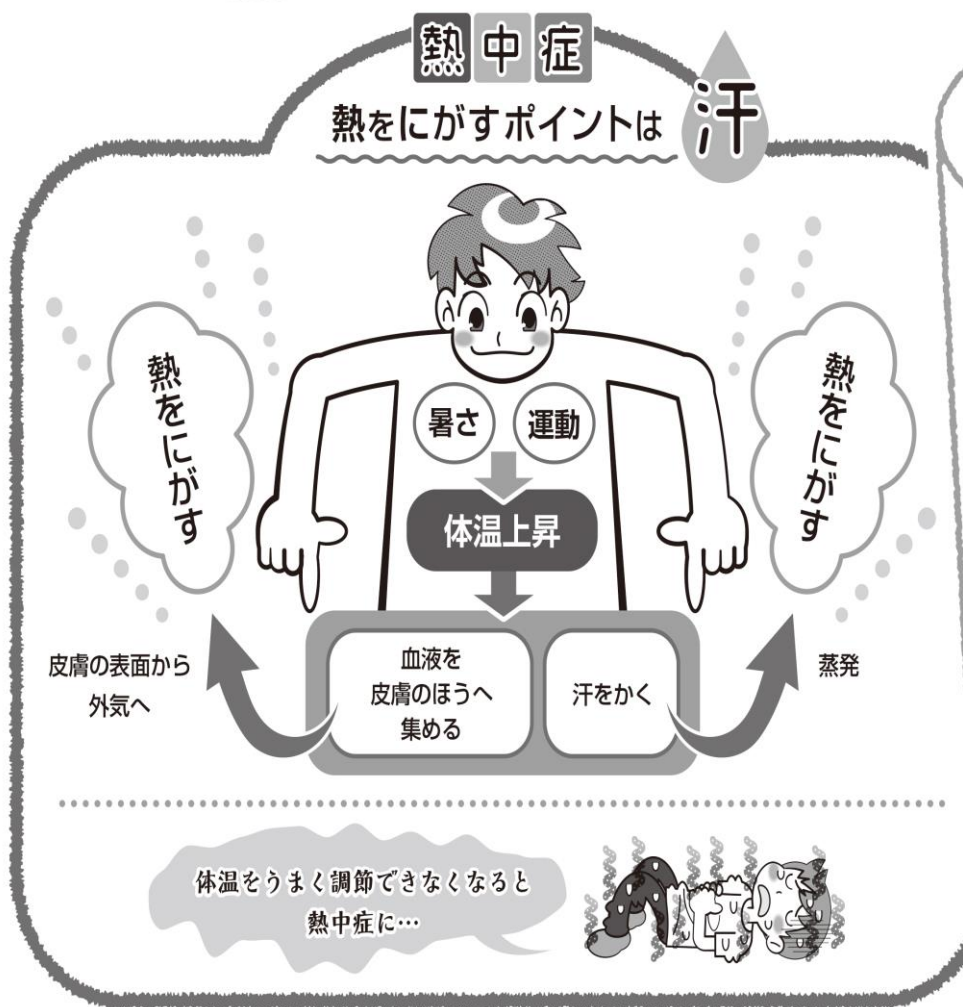 熱中症
熱をにがすポイントは
汗
熱をにがす
熱をにがす
暑さ
運動
体温上昇
血液を
皮膚のほうへ
集める
汗をかく
皮膚の表面から
外気へ
蒸発
体温をうまく調節できなくなると
熱中症に…